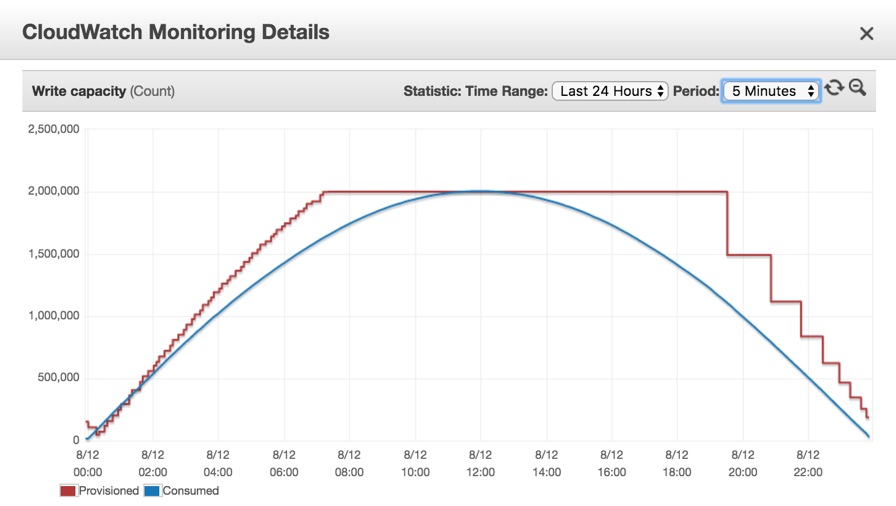 CloudWatch Monitoring Details
Write capacity (Count) Statistic: Time Range: Last 24 Hours Period: 5 Minutes
2,500,000
2,000,000
1,500,000
1,000,000
500,000
0
8/12 8/12 8/12 8/12 8/12 8/12 8/12 8/12 8/12 8/12 8/12 8/12
00:00 02:00 04:00 06:00 08:00 10:00 12:00 14:00 16:00 18:00 20:00 22:00
Provisioned Consumed